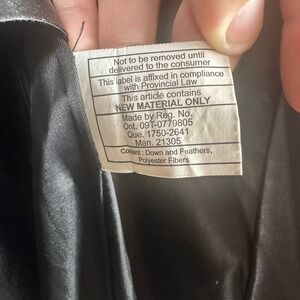 Not to be removed until
delivered to the consumer
This label is affixed in compliance
with Provincial Law
This article contains
NEW MATERIAL ONLY
Made by Reg. No.
Ont. 09T-0779805
Que. 1750-2641
Man. 21305
Content : Down and Feathers,
Polyester Fibers